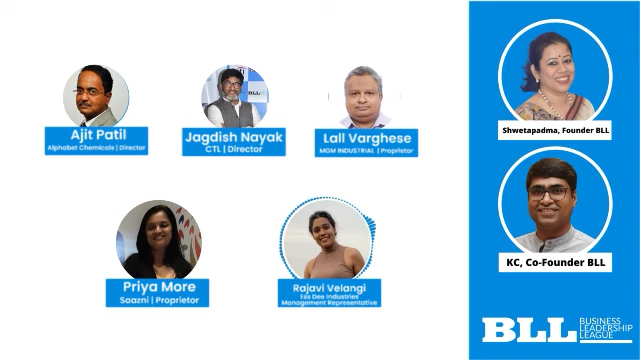 Ajit Patil
Alphabet Chemicals | Director
Jagdish Nayak
CTL | Director
Lall Varghese
MGM INDUSTRIAL | Proprietor
Priya More
Saazni | Proprietor
Rajavi Velangi
Ess Dee Industries
Management Representative
Shwetapadma, Founder BLL
KC, Co-Founder BLL
BLL
BUSINESS
LEADERSHIP
LEAGUE
BLL